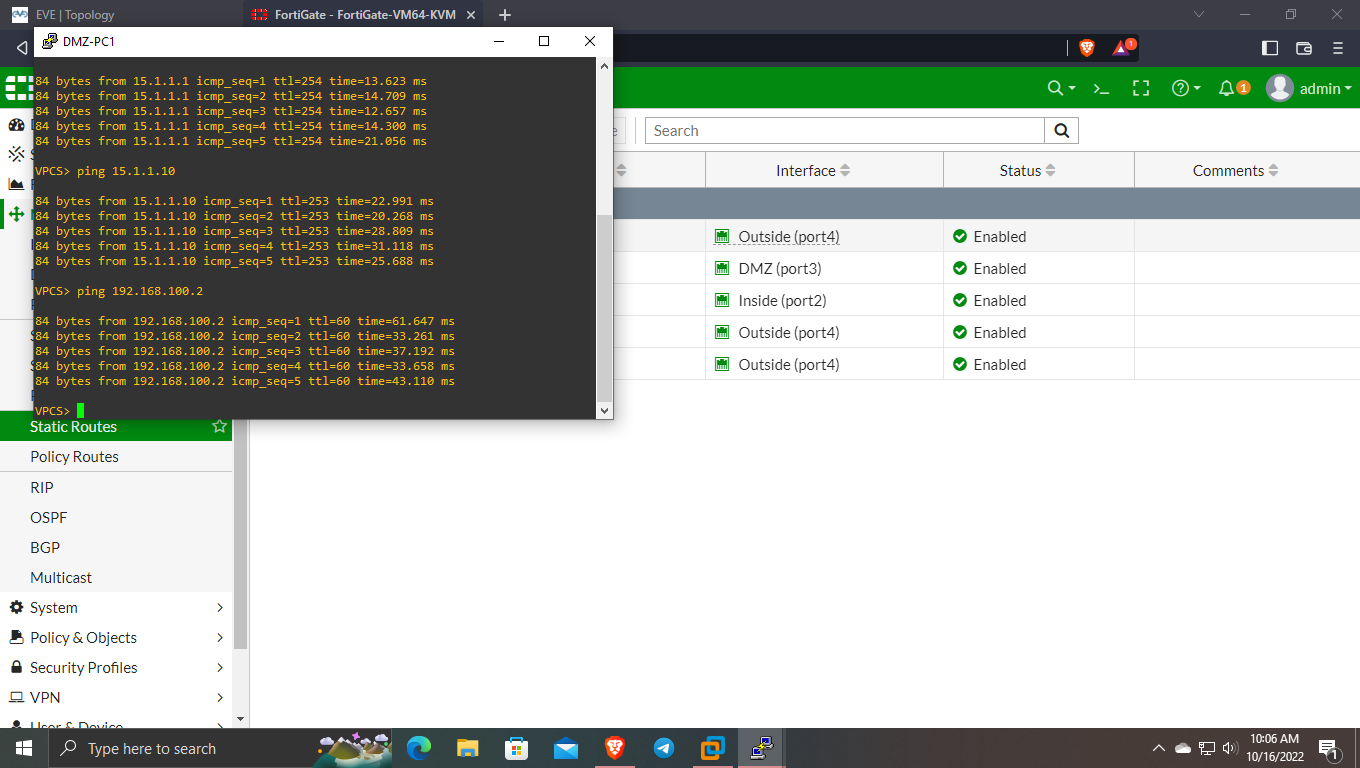 EVE | Topology
FortiGate - FortiGate-VM64-KVM
DMZ-PC1
1
84 bytes from 15.1.1.1 icmp_seq=1 ttl=254 time=13.623 ms
84 bytes from 15.1.1.1 icmp_seq=2 ttl=254 time=14.709 ms
84 bytes from 15.1.1.1 icmp_seq=3 ttl=254 time=12.657 ms
84 bytes from 15.1.1.1 icmp_seq=4 ttl=254 time=14.300 ms
84 bytes from 15.1.1.1 icmp_seq=5 ttl=254 time=21.056 ms
VPCS> ping 15.1.1.10
84 bytes from 15.1.1.10 icmp_seq=1 ttl=253 time=22.991 ms
84 bytes from 15.1.1.10 icmp_seq=2 ttl=253 time=20.268 ms
84 bytes from 15.1.1.10 icmp_seq=3 ttl=253 time=28.809 ms
84 bytes from 15.1.1.10 icmp_seq=4 ttl=253 time=31.118 ms
84 bytes from 15.1.1.10 icmp_seq=5 ttl=253 time=25.688 ms
VPCS> ping 192.168.100.2
84 bytes from 192.168.100.2 icmp_seq=1 ttl=60 time=61.647 ms
84 bytes from 192.168.100.2 icmp_seq=2 ttl=60 time=33.261 ms
84 bytes from 192.168.100.2 icmp_seq=3 ttl=60 time=37.192 ms
84 bytes from 192.168.100.2 icmp_seq=4 ttl=60 time=33.658 ms
84 bytes from 192.168.100.2 icmp_seq=5 ttl=60 time=43.110 ms
VPCS>
1 admin
Search
Interface Status Comments
Outside (port4) Enabled
DMZ (port3) Enabled
Inside (port2) Enabled
Outside (port4) Enabled
Outside (port4) Enabled
Static Routes
Policy Routes
RIP
OSPF
BGP
Multicast
System
Policy & Objects
Security Profiles
VPN
User & Device
Type here to search
10:06 AM
10/16/2022
1